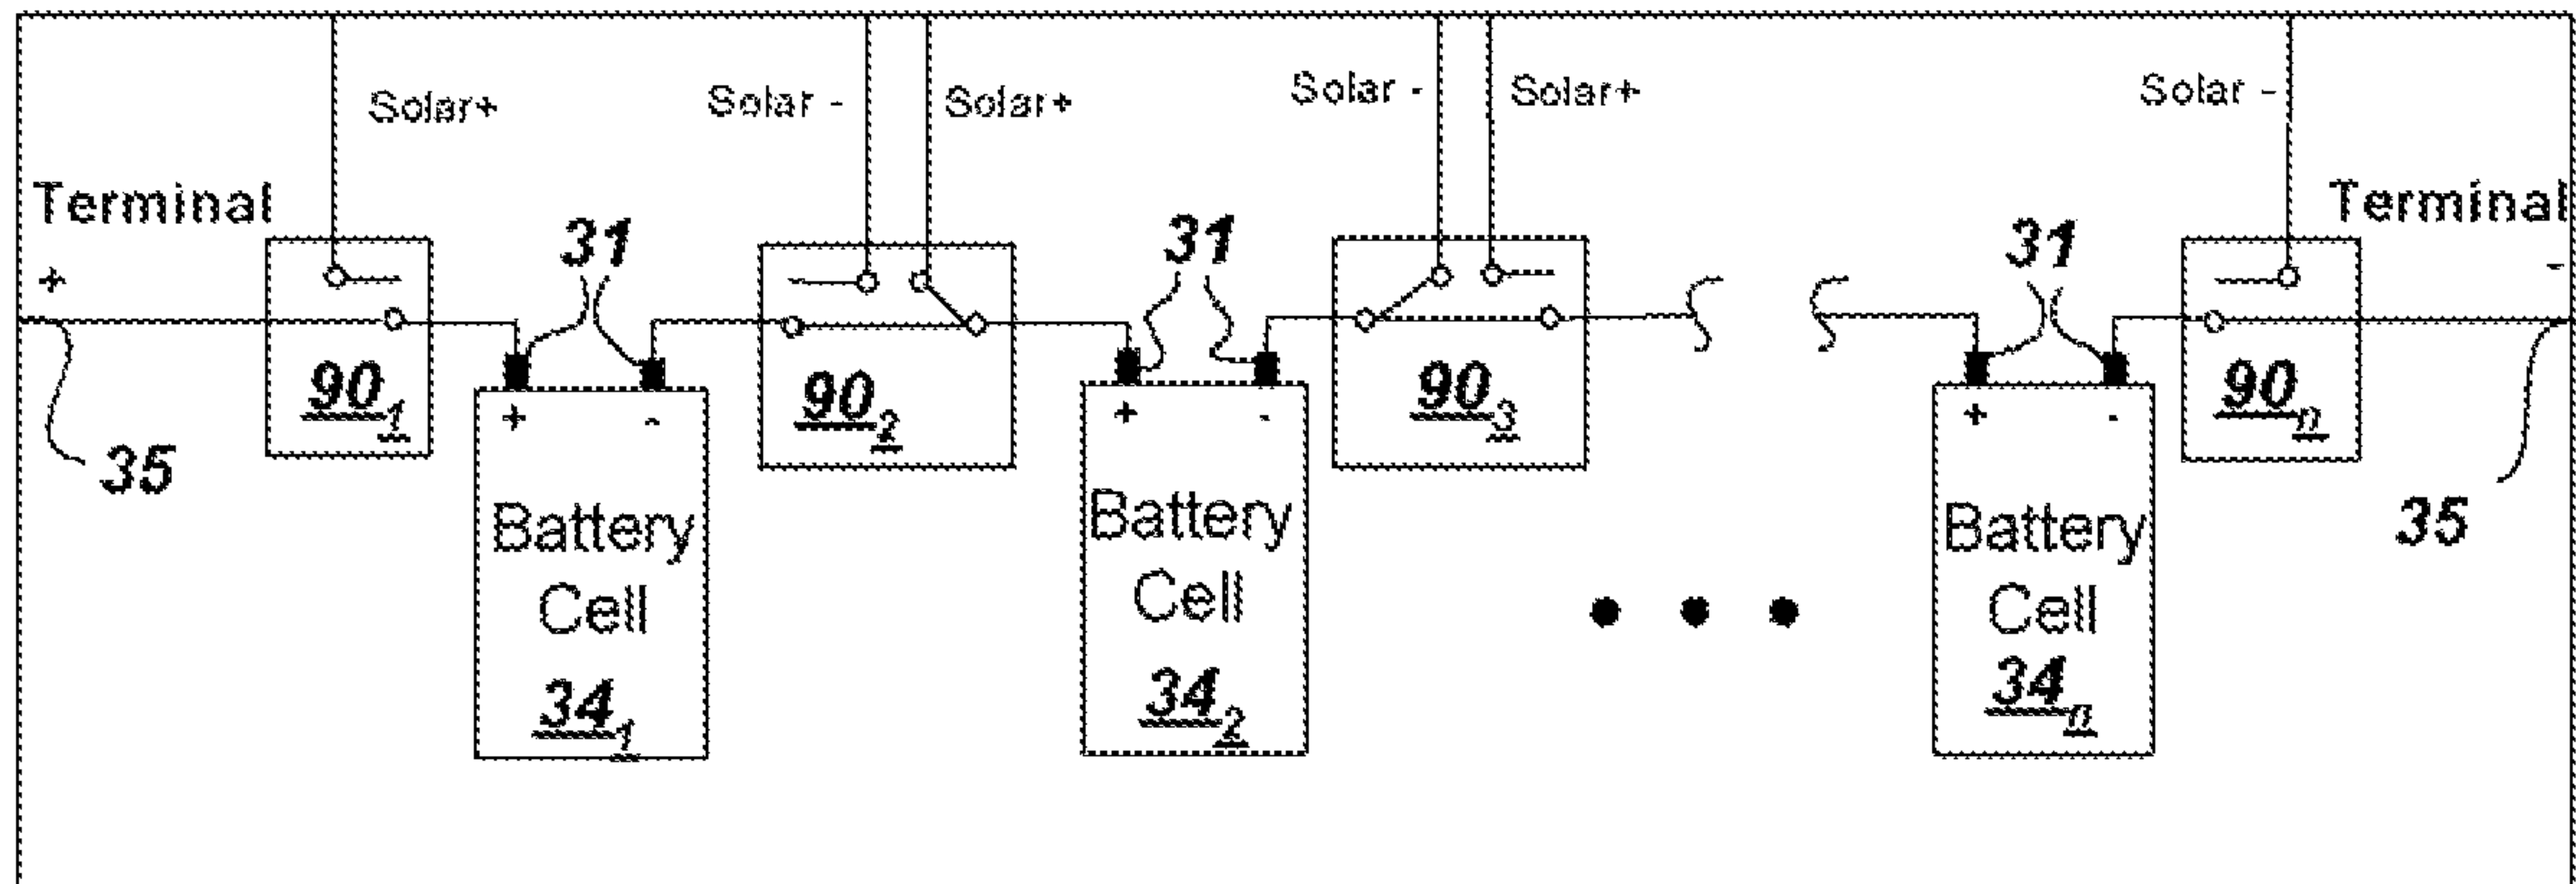 Solar+ Solar - Solar+ Solar - Solar+ Solar -
Terminal 31 31 31 Terminal
+ -
90₁ 90₂ 90₃ 90ₙ
+ - + - + -
35 35
Battery Battery Battery
Cell Cell Cell
34₁ 34₂ 34ₙ